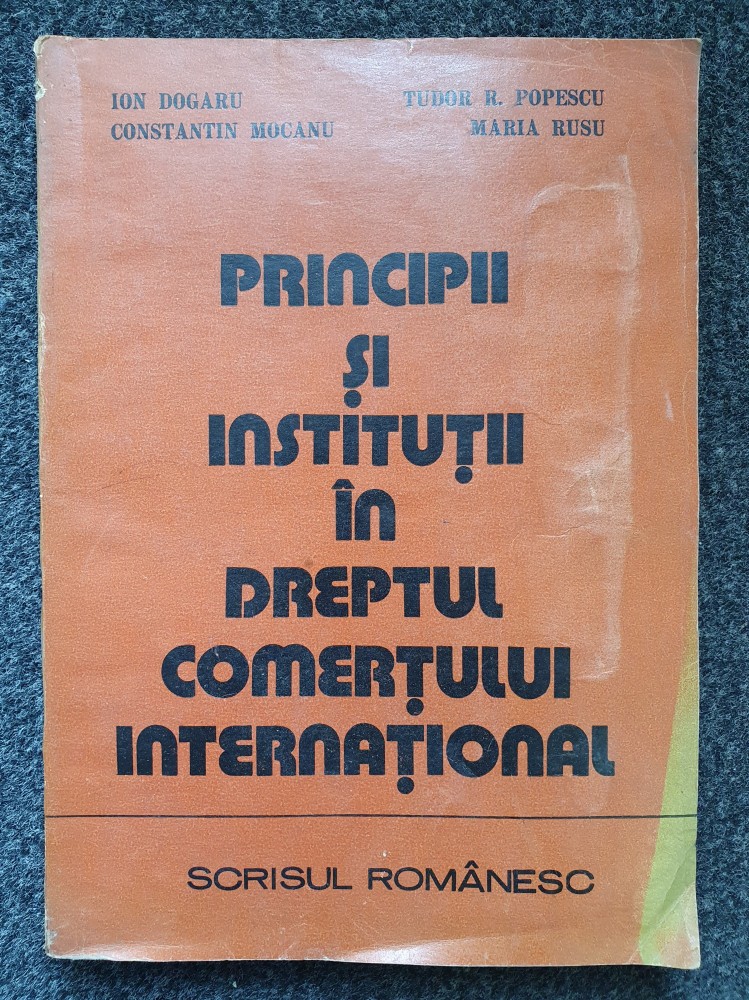 ION DOGARU TUDOR R. POPESCU
CONSTANTIN MOCANU MARIA RUSU
PRINCIPII
ȘI
INSTITUȚII
ÎN
DREPTUL
COMERȚULUI
INTERNAȚIONAL
SCRISUL ROMÂNESC